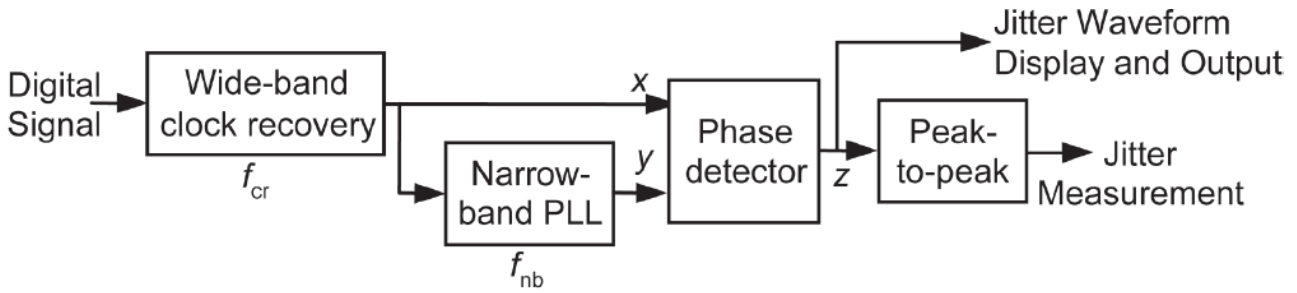 Digital
Signal
Wide-band
clock recovery
f_cr
x
Narrow-
band PLL
f_nb
y
Phase
detector
z
Jitter Waveform
Display and Output
Peak-
to-peak
Jitter
Measurement